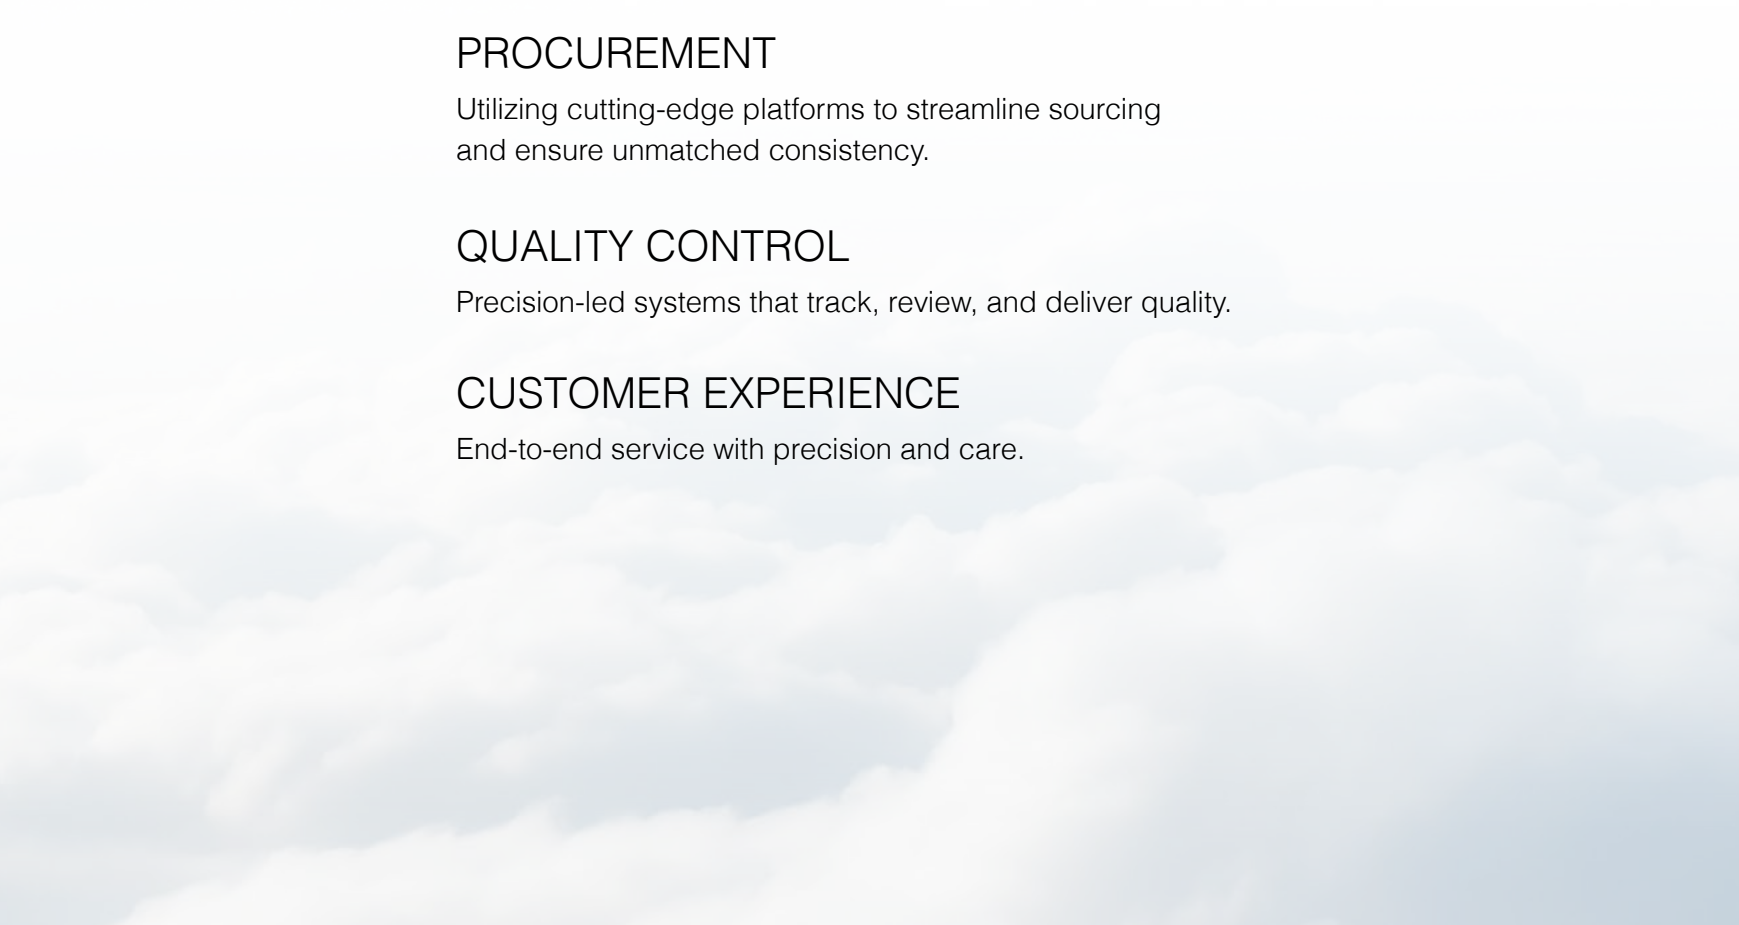 PROCUREMENT
Utilizing cutting-edge platforms to streamline sourcing
and ensure unmatched consistency.
QUALITY CONTROL
Precision-led systems that track, review, and deliver quality.
CUSTOMER EXPERIENCE
End-to-end service with precision and care.